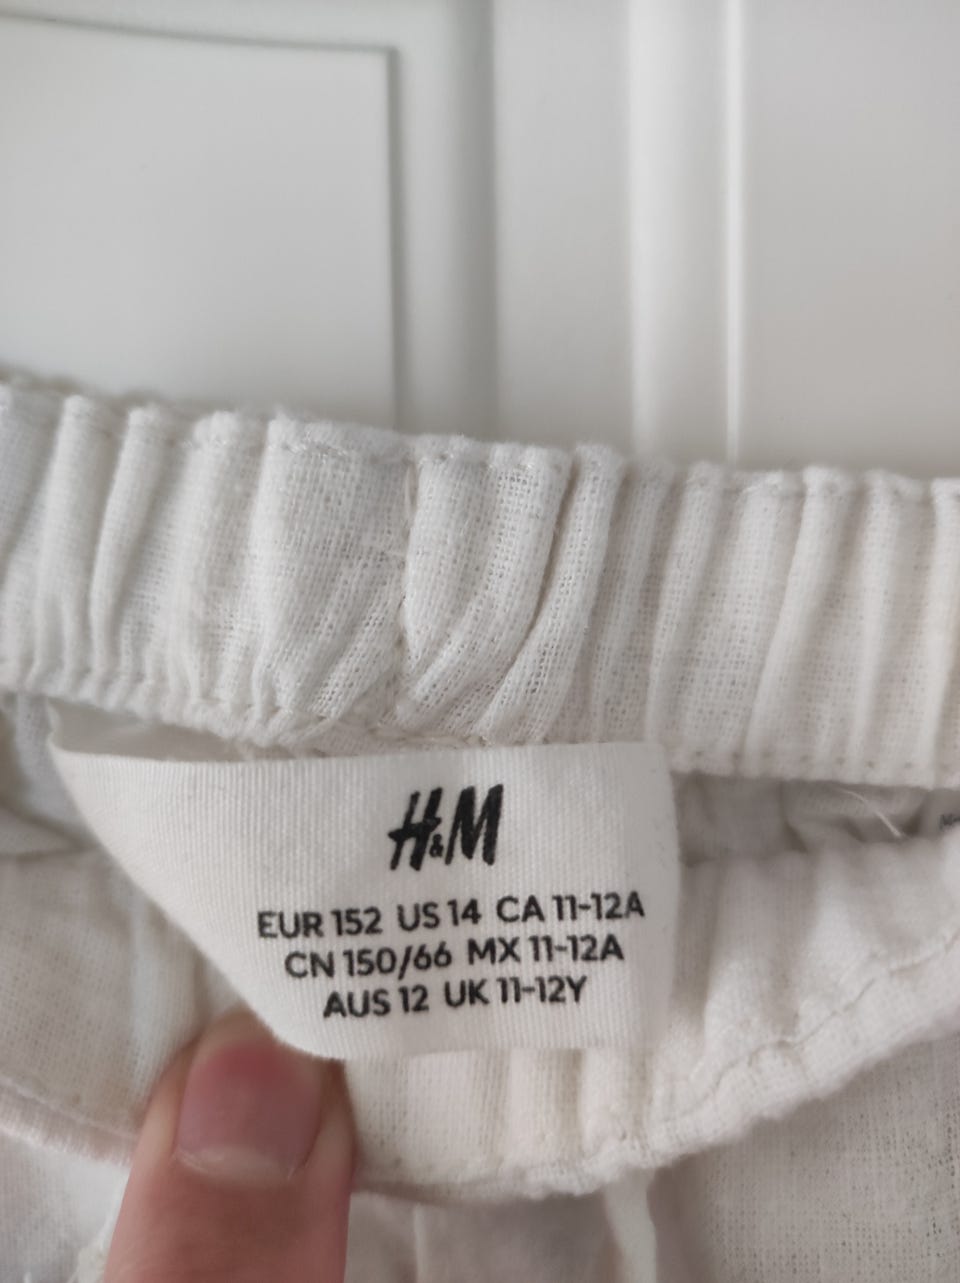 H&M
EUR 152 US 14 CA 11-12A
CN 150/66 MX 11-12A
AUS 12 UK 11-12Y